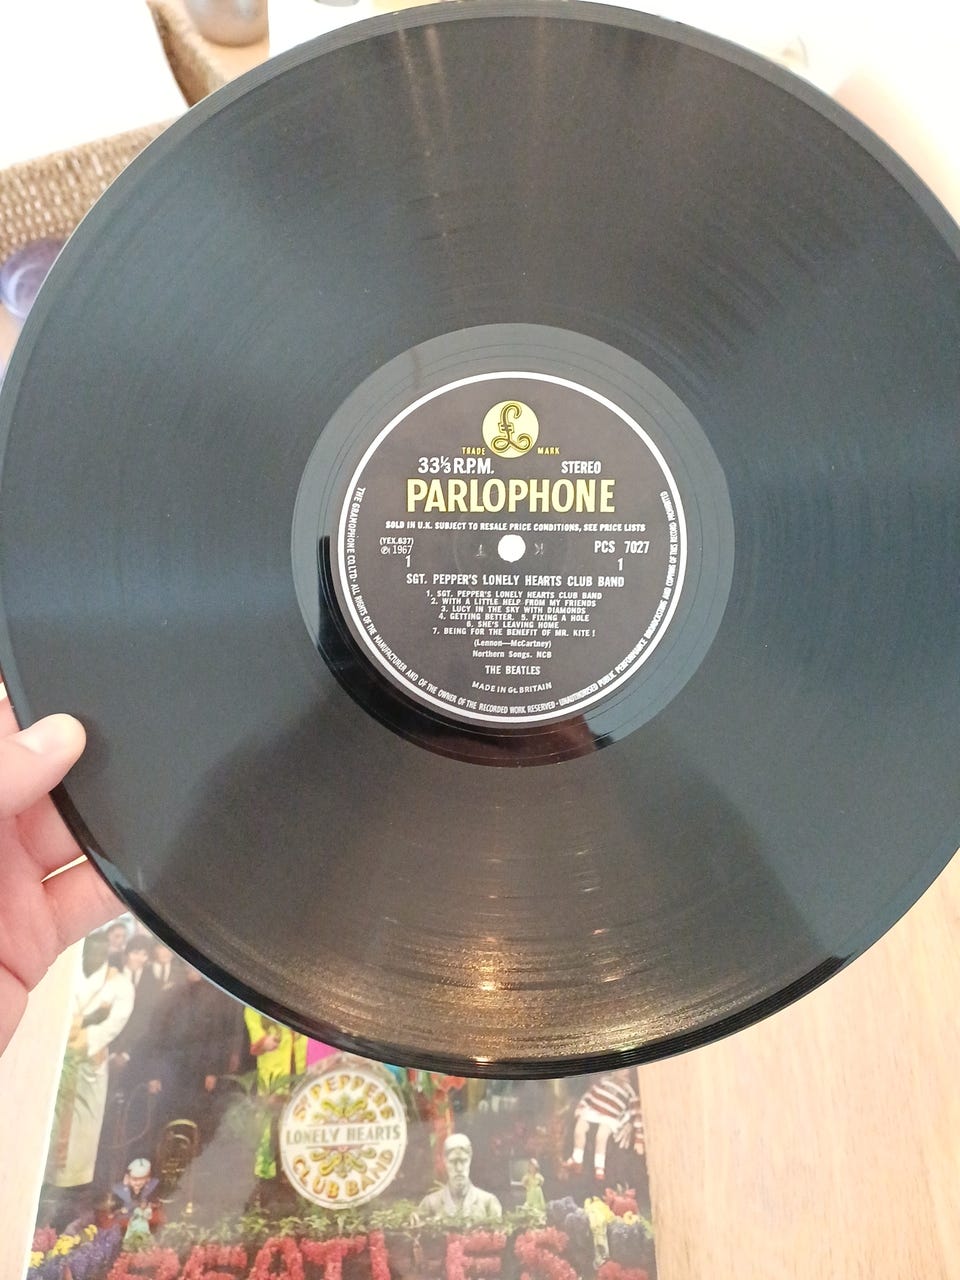 £
TRADE MARK
33⅓ R.P.M. STEREO
PARLOPHONE
SOLD IN U.K. SUBJECT TO RESALE PRICE CONDITIONS, SEE PRICE LISTS
(YEX.637) PCS 7027
Ⓟ 1967
1 1
SGT. PEPPER'S LONELY HEARTS CLUB BAND
1. SGT. PEPPER'S LONELY HEARTS CLUB BAND
2. WITH A LITTLE HELP FROM MY FRIENDS
3. LUCY IN THE SKY WITH DIAMONDS
4. GETTING BETTER. 5. FIXING A HOLE
6. SHE'S LEAVING HOME
7. BEING FOR THE BENEFIT OF MR. KITE!
(Lennon—McCartney)
Northern Songs. NCB
THE BEATLES
MADE IN Gt. BRITAIN
THE GRAMOPHONE CO. LTD · ALL RIGHTS OF THE MANUFACTURER AND OF THE OWNER OF THE RECORDED WORK RESERVED · UNAUTHORISED PUBLIC PERFORMANCE BROADCASTING AND COPYING OF THIS RECORD PROHIBITED
SGT. PEPPERS
LONELY HEARTS
CLUB BAND
BEATLES